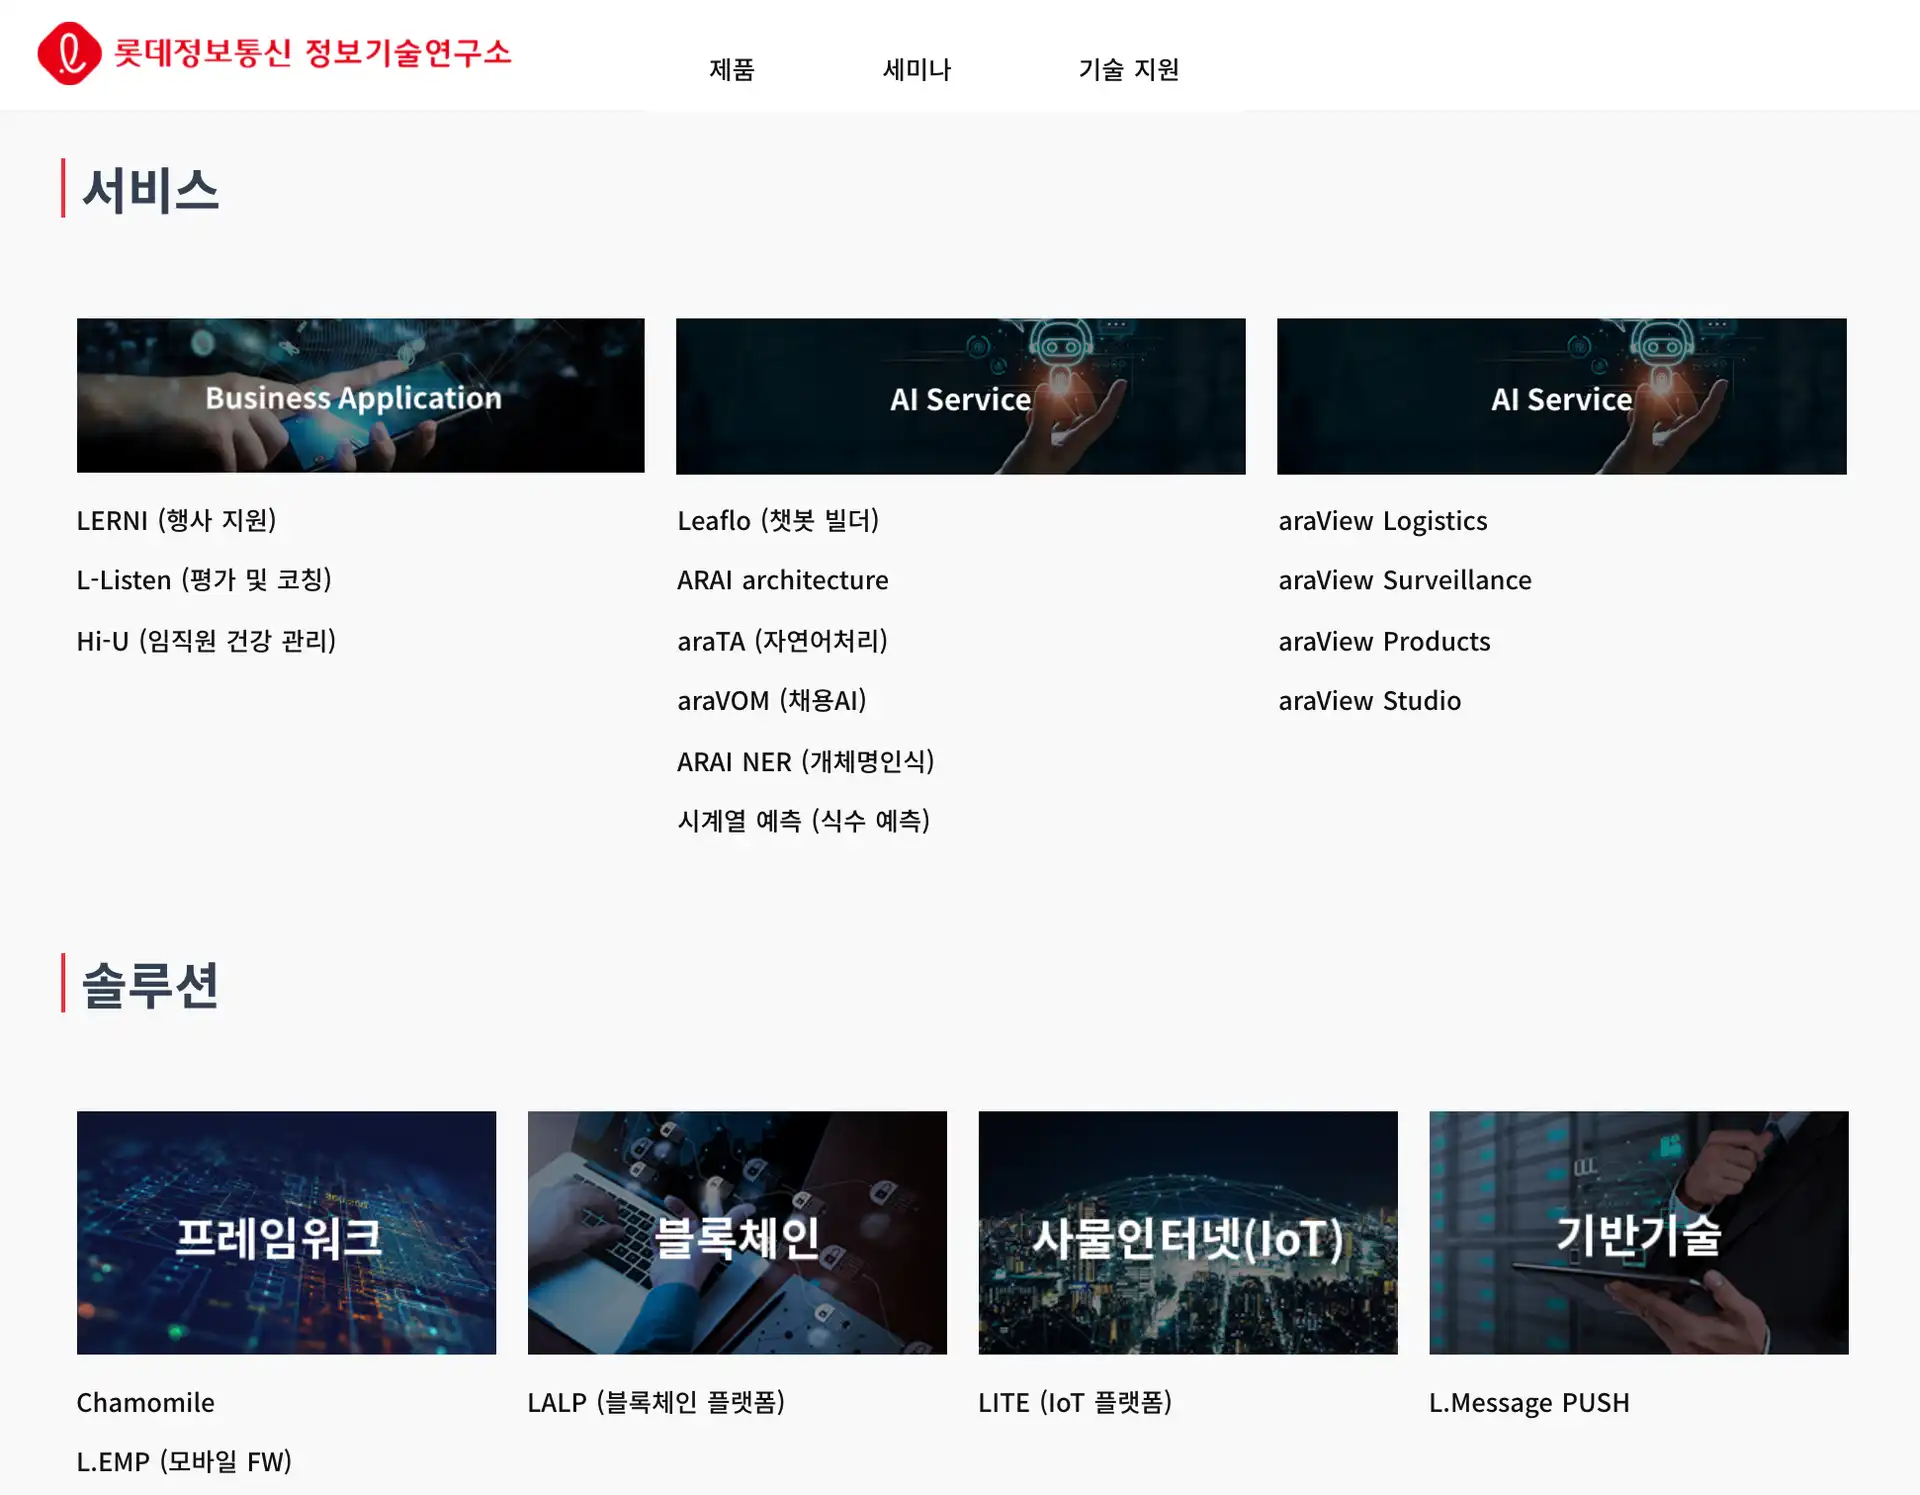 롯데정보통신 정보기술연구소
제품
세미나
기술 지원
서비스
Business Application
AI Service
AI Service
LERNI (행사 지원)
L-Listen (평가 및 코칭)
Hi-U (임직원 건강 관리)
Leaflo (챗봇 빌더)
ARAI architecture
araTA (자연어처리)
araVOM (채용AI)
ARAI NER (개체명인식)
시계열 예측 (식수 예측)
araView Logistics
araView Surveillance
araView Products
araView Studio
솔루션
프레임워크
블록체인
사물인터넷(IoT)
기반기술
Chamomile
L.EMP (모바일 FW)
LALP (블록체인 플랫폼)
LITE (IoT 플랫폼)
L.Message PUSH